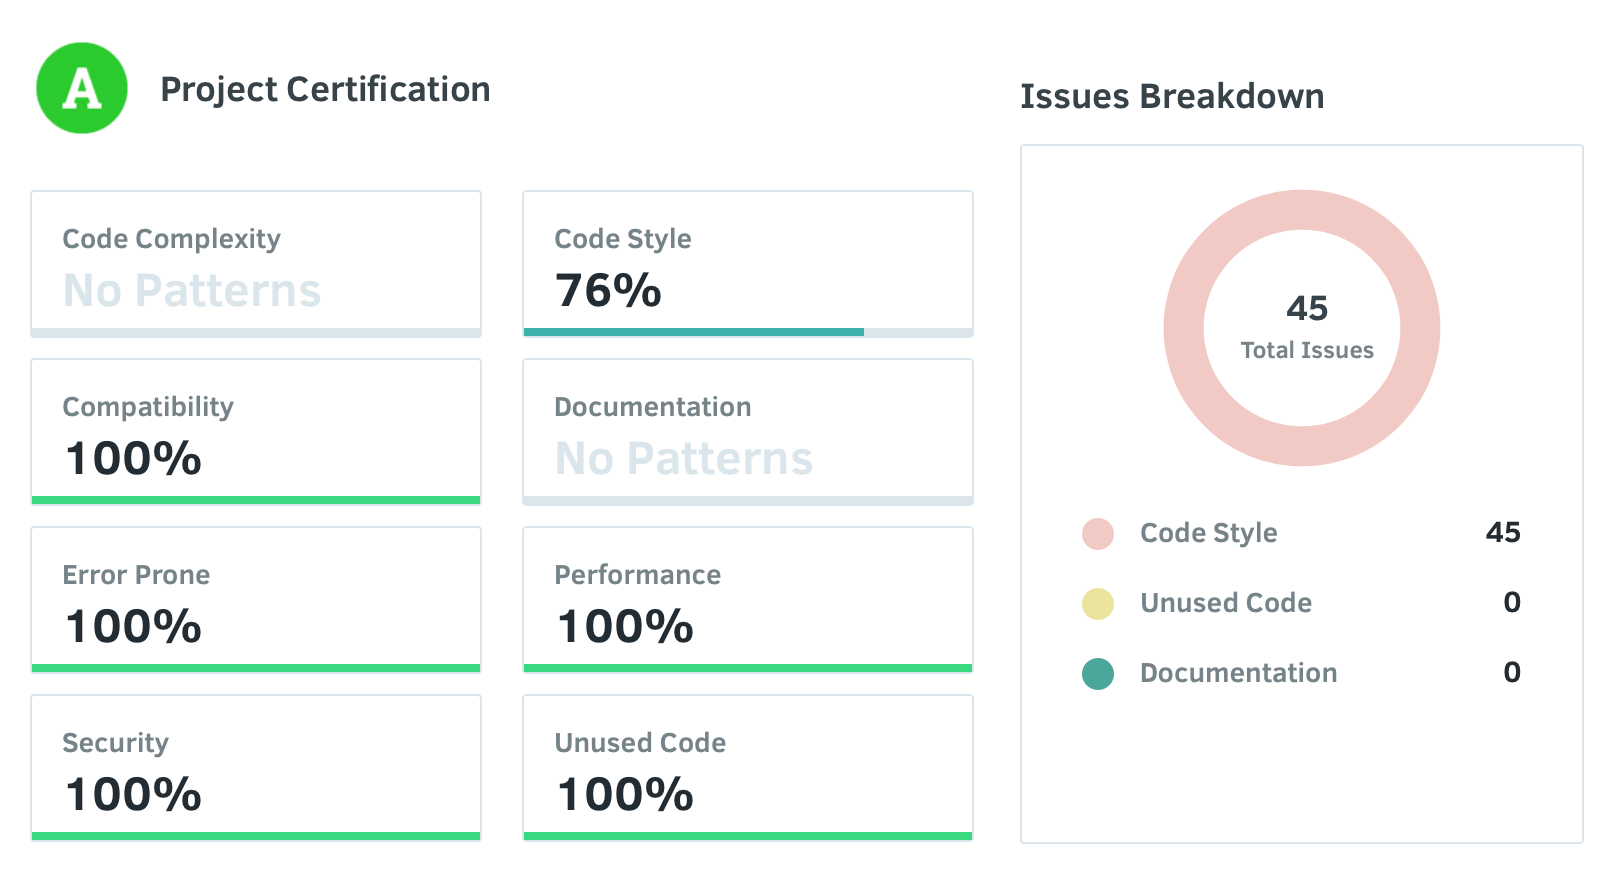 A
Project Certification
Code Complexity
No Patterns
Code Style
76%
Compatibility
100%
Documentation
No Patterns
Error Prone
100%
Performance
100%
Security
100%
Unused Code
100%
Issues Breakdown
45
Total Issues
Code Style 45
Unused Code 0
Documentation 0